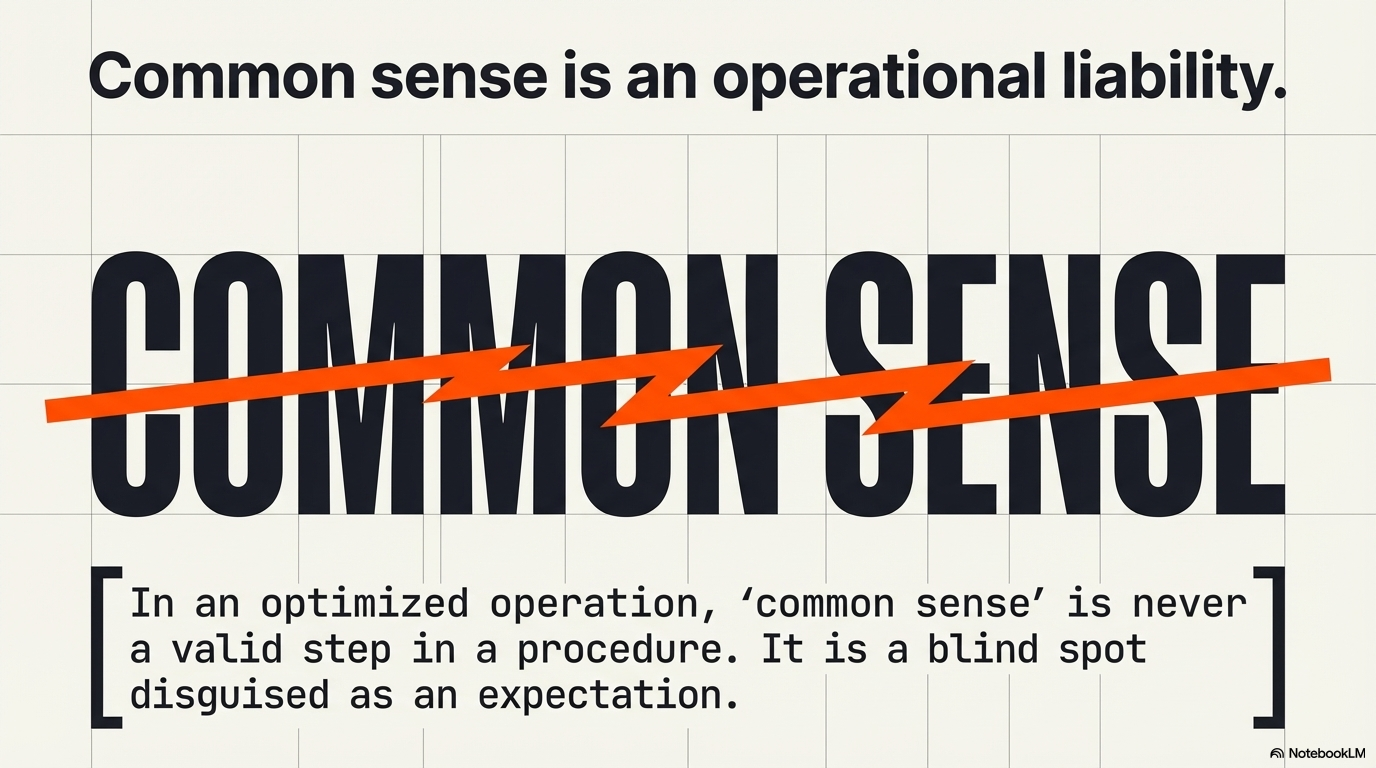 Common sense is an operational liability.
COMMON SENSE
In an optimized operation, ‘common sense’ is never
a valid step in a procedure. It is a blind spot
disguised as an expectation.
NotebookLM